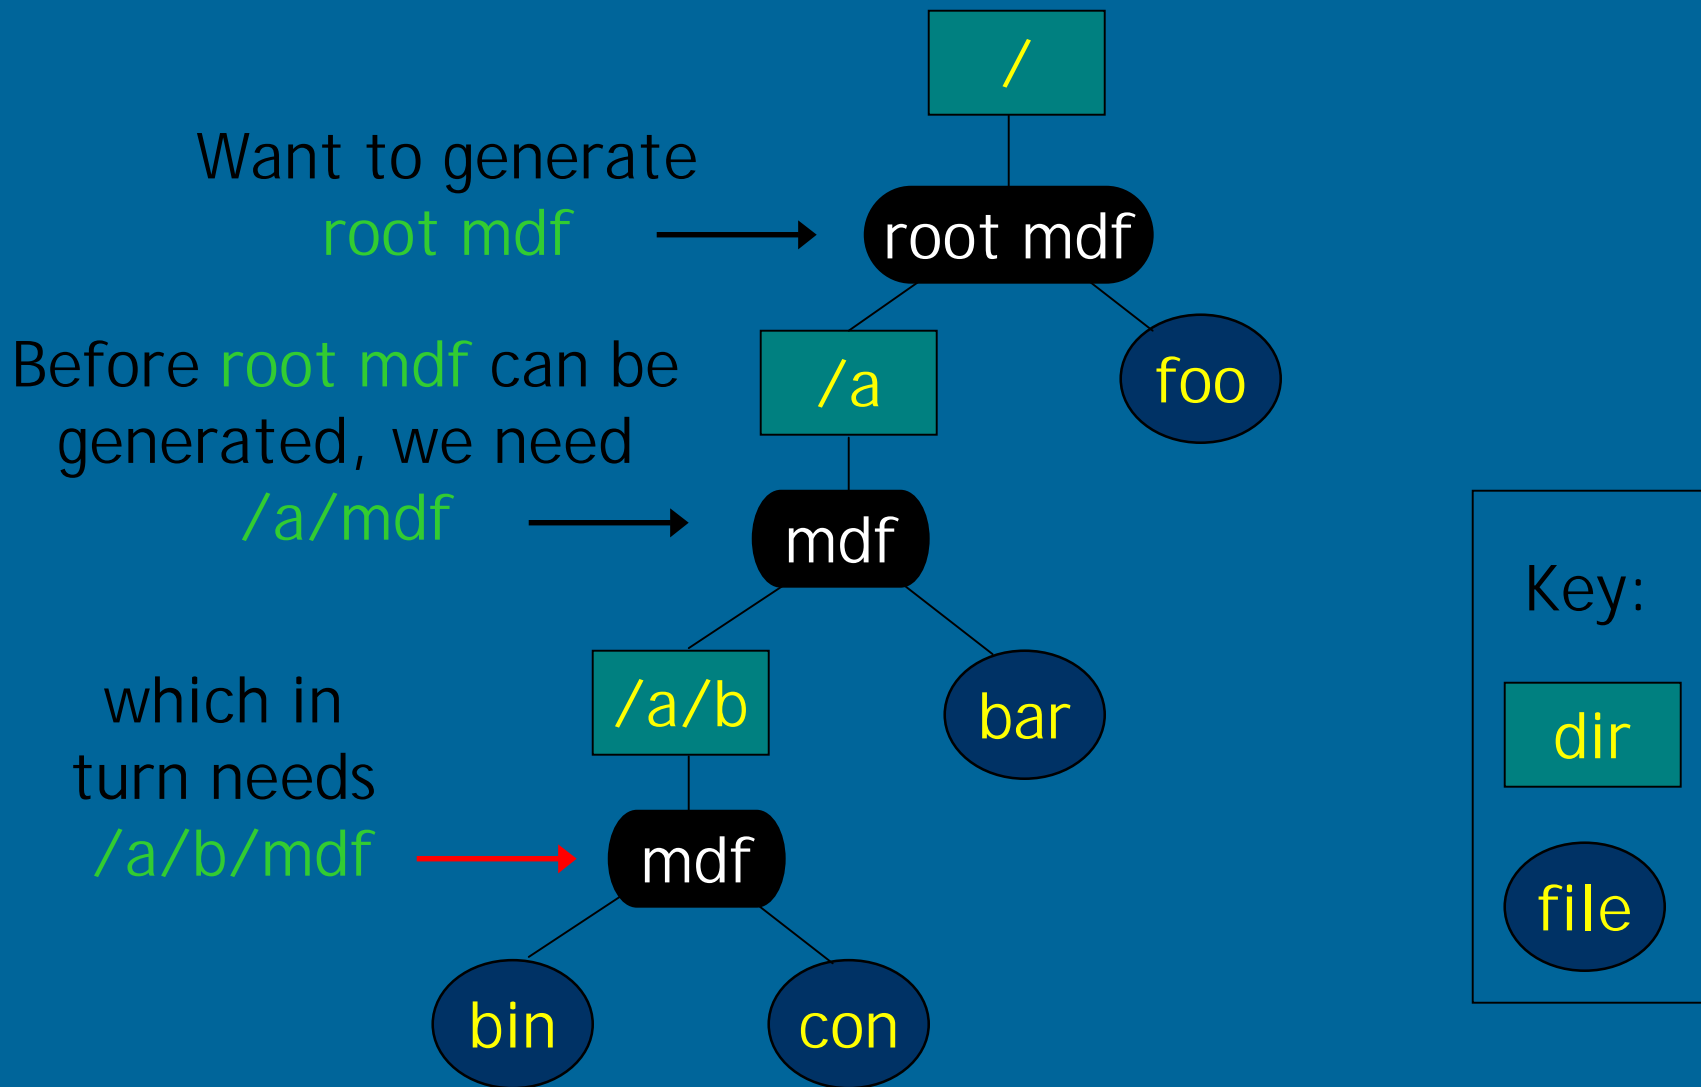 /
Want to generate
root mdf
root mdf
Before root mdf can be
generated, we need
/a/mdf
/a
foo
mdf
which in
turn needs
/a/b/mdf
/a/b
bar
mdf
bin
con
Key:
dir
file